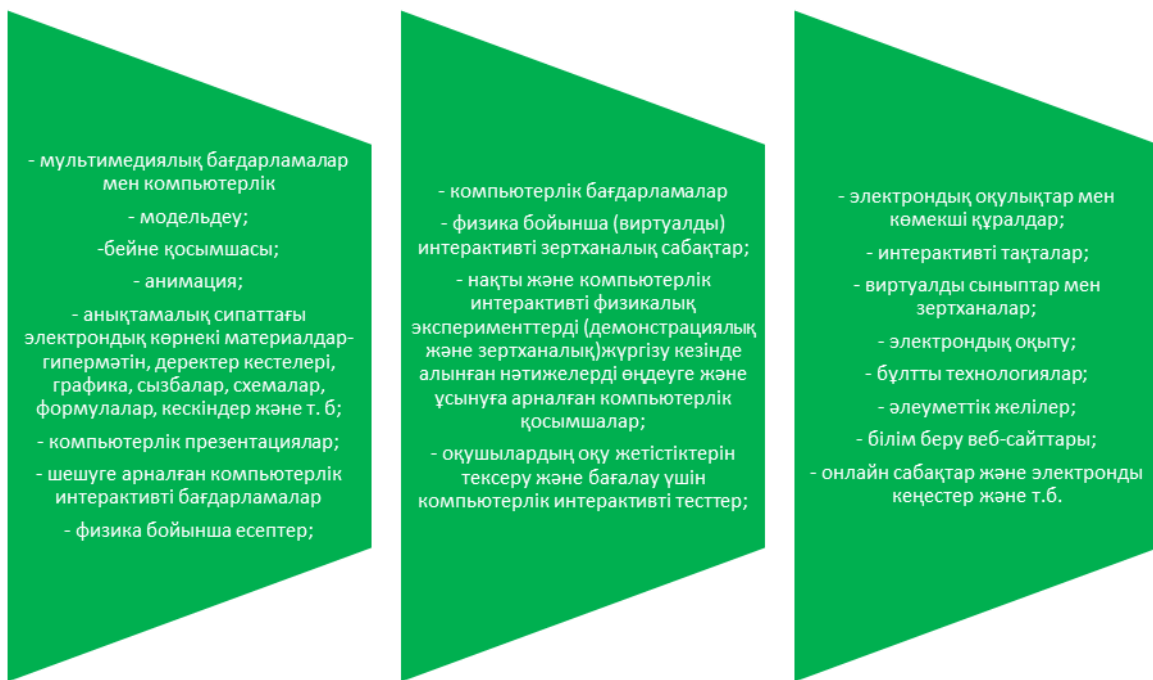 - мультимедиялық бағдарламалар
мен компьютерлік
- модельдеу;
-бейне қосымшасы;
- анимация;
- анықтамалық сипаттағы
электрондық көрнекі материалдар-
гипермәтін, деректер кестелері,
графика, сызбалар, схемалар,
формулалар, кескіндер және т. б;
- компьютерлік презентациялар;
- шешуге арналған компьютерлік
интерактивті бағдарламалар
- физика бойынша есептер;
- компьютерлік бағдарламалар
- физика бойынша (виртуалды)
интерактивті зертханалық сабақтар;
- нақты және компьютерлік
интерактивті физикалық
эксперименттерді (демонстрациялық
және зертханалық)жүргізу кезінде
алынған нәтижелерді өңдеуге және
ұсынуға арналған компьютерлік
қосымшалар;
- оқушылардың оқу жетістіктерін
тексеру және бағалау үшін
компьютерлік интерактивті тесттер;
- электрондық оқулықтар мен
көмекші құралдар;
- интерактивті тақталар;
- виртуалды сыныптар мен
зертханалар;
- электрондық оқыту;
- бұлтты технологиялар;
- әлеуметтік желілер;
- білім беру веб-сайттары;
- онлайн сабақтар және электронды
кеңестер және т.б.